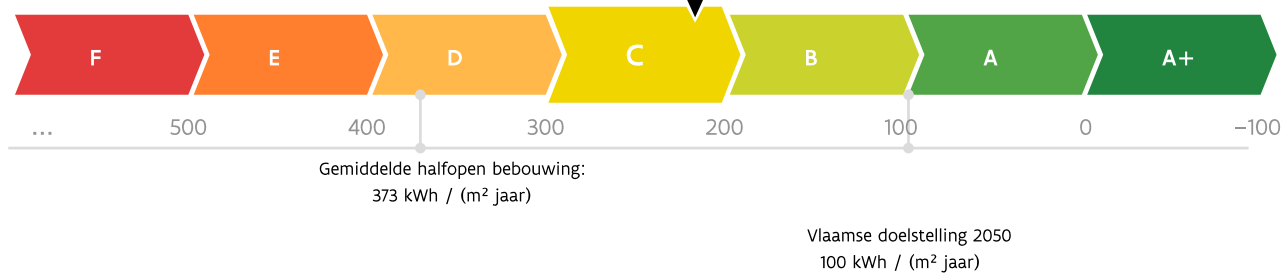 F E D C B A A+
... 500 400 300 200 100 0 −100
Gemiddelde halfopen bebouwing:
373 kWh / (m² jaar)
Vlaamse doelstelling 2050
100 kWh / (m² jaar)